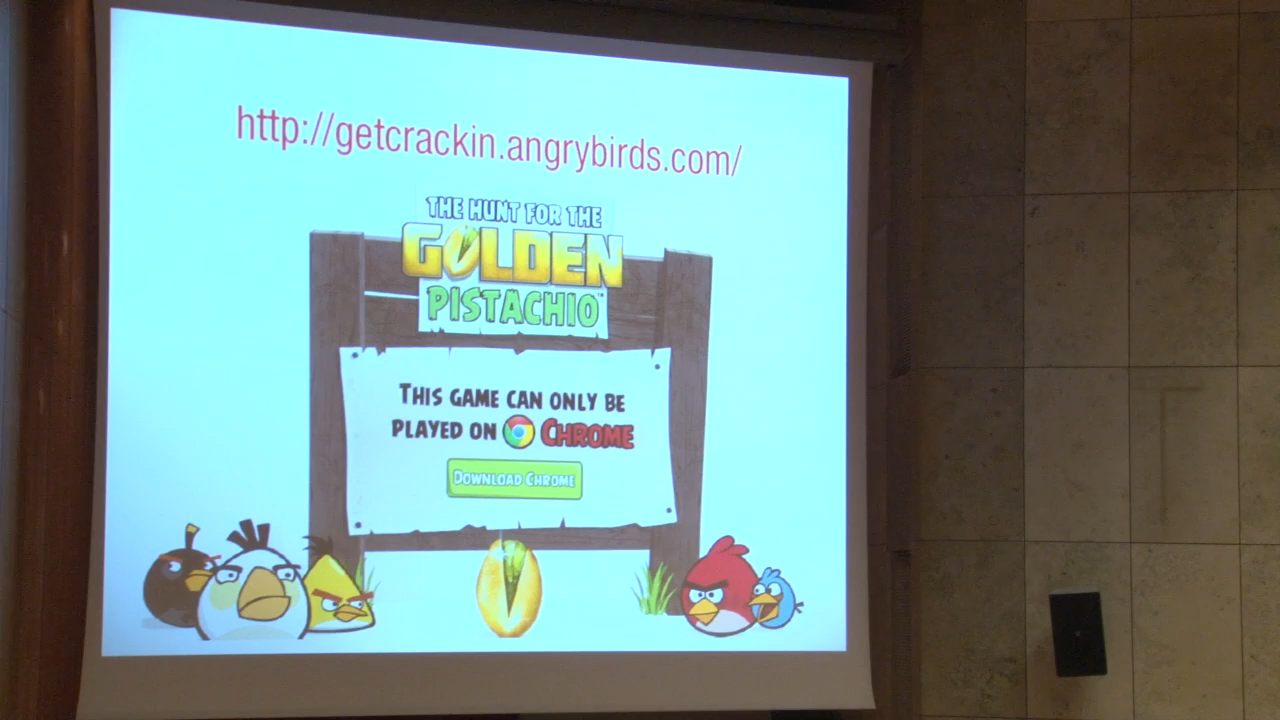 http://getcrackin.angrybirds.com/
THE HUNT FOR THE
GOLDEN
PISTACHIO™
THIS GAME CAN ONLY BE
PLAYED ON CHROME
DOWNLOAD CHROME